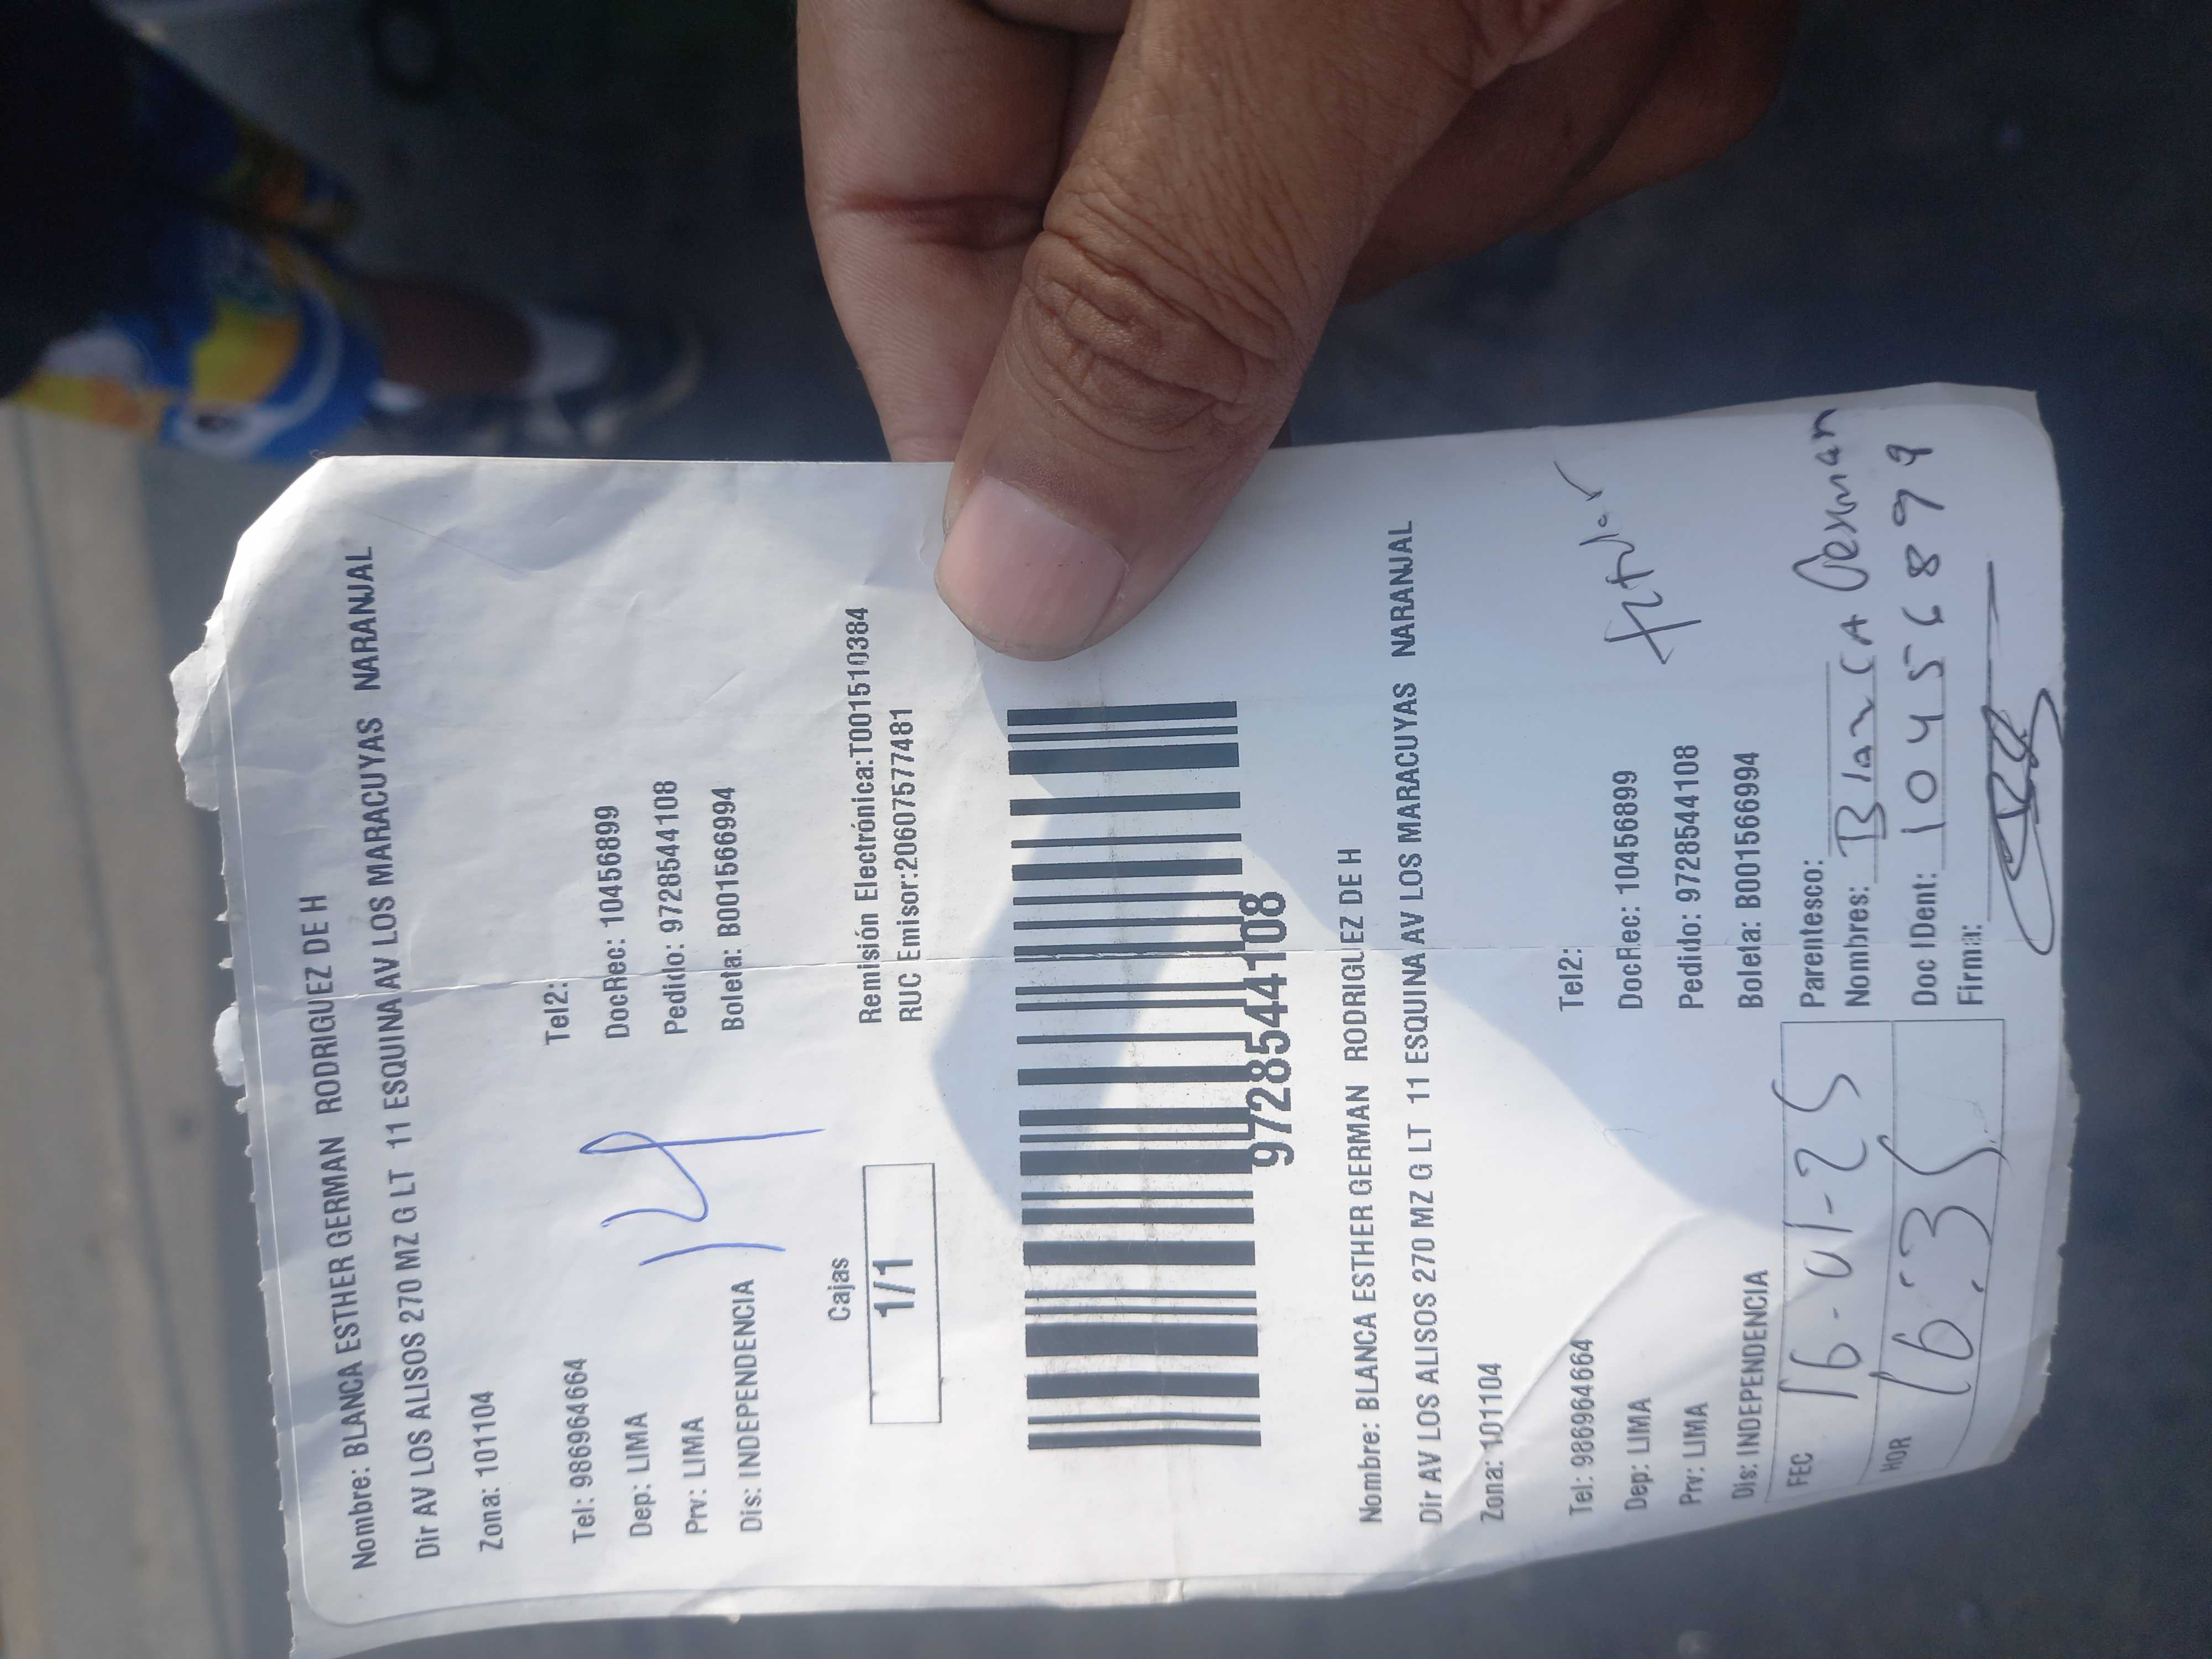 Nombre: BLANCA ESTHER GERMAN RODRIGUEZ DE H
Dir AV LOS ALISOS 270 MZ G LT 11 ESQUINA AV LOS MARACUYAS NARANJAL
Zona: 101104
Tel: 986964664 Tel2:
Dep: LIMA DocRec: 10456899
Prv: LIMA Pedido: 97285544108
Dis: INDEPENDENCIA Boleta: B001566994
124
Cajas
1/1
Remisión Electrónica:T001510384
RUC Emisor:20607577481
97285544108
Nombre: BLANCA ESTHER GERMAN RODRIGUEZ DE H
Dir AV LOS ALISOS 270 MZ G LT 11 ESQUINA AV LOS MARACUYAS NARANJAL
Zona: 101104
Tel: 986964664 Tel2:
Dep: LIMA DocRec: 10456899
Prv: LIMA Pedido: 97285544108
Dis: INDEPENDENCIA Boleta: B001566994
FEC 16-01-25 Parentesco:
Nombres: Blanca German
HOR 16:35 Doc IDent: 10456899
Firma: